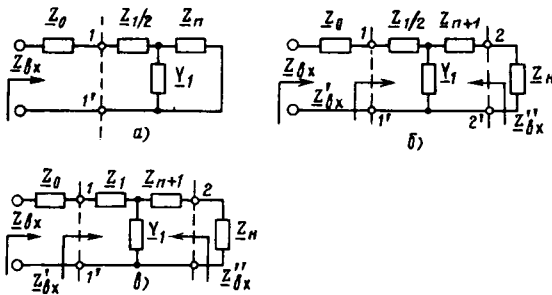 Z₀ 1 Z₁/₂ Zп
Zвх Y₁
1'
а)
Z₀ 1 Z₁/₂ Zп+1 2
Zвх Z'вх Y₁ Zн
1' 2' Z''вх
б)
Z₀ 1 Z₁ Zп+1 2
Zвх Y₁ Zн
Z'вх 1' Z''вх
в)